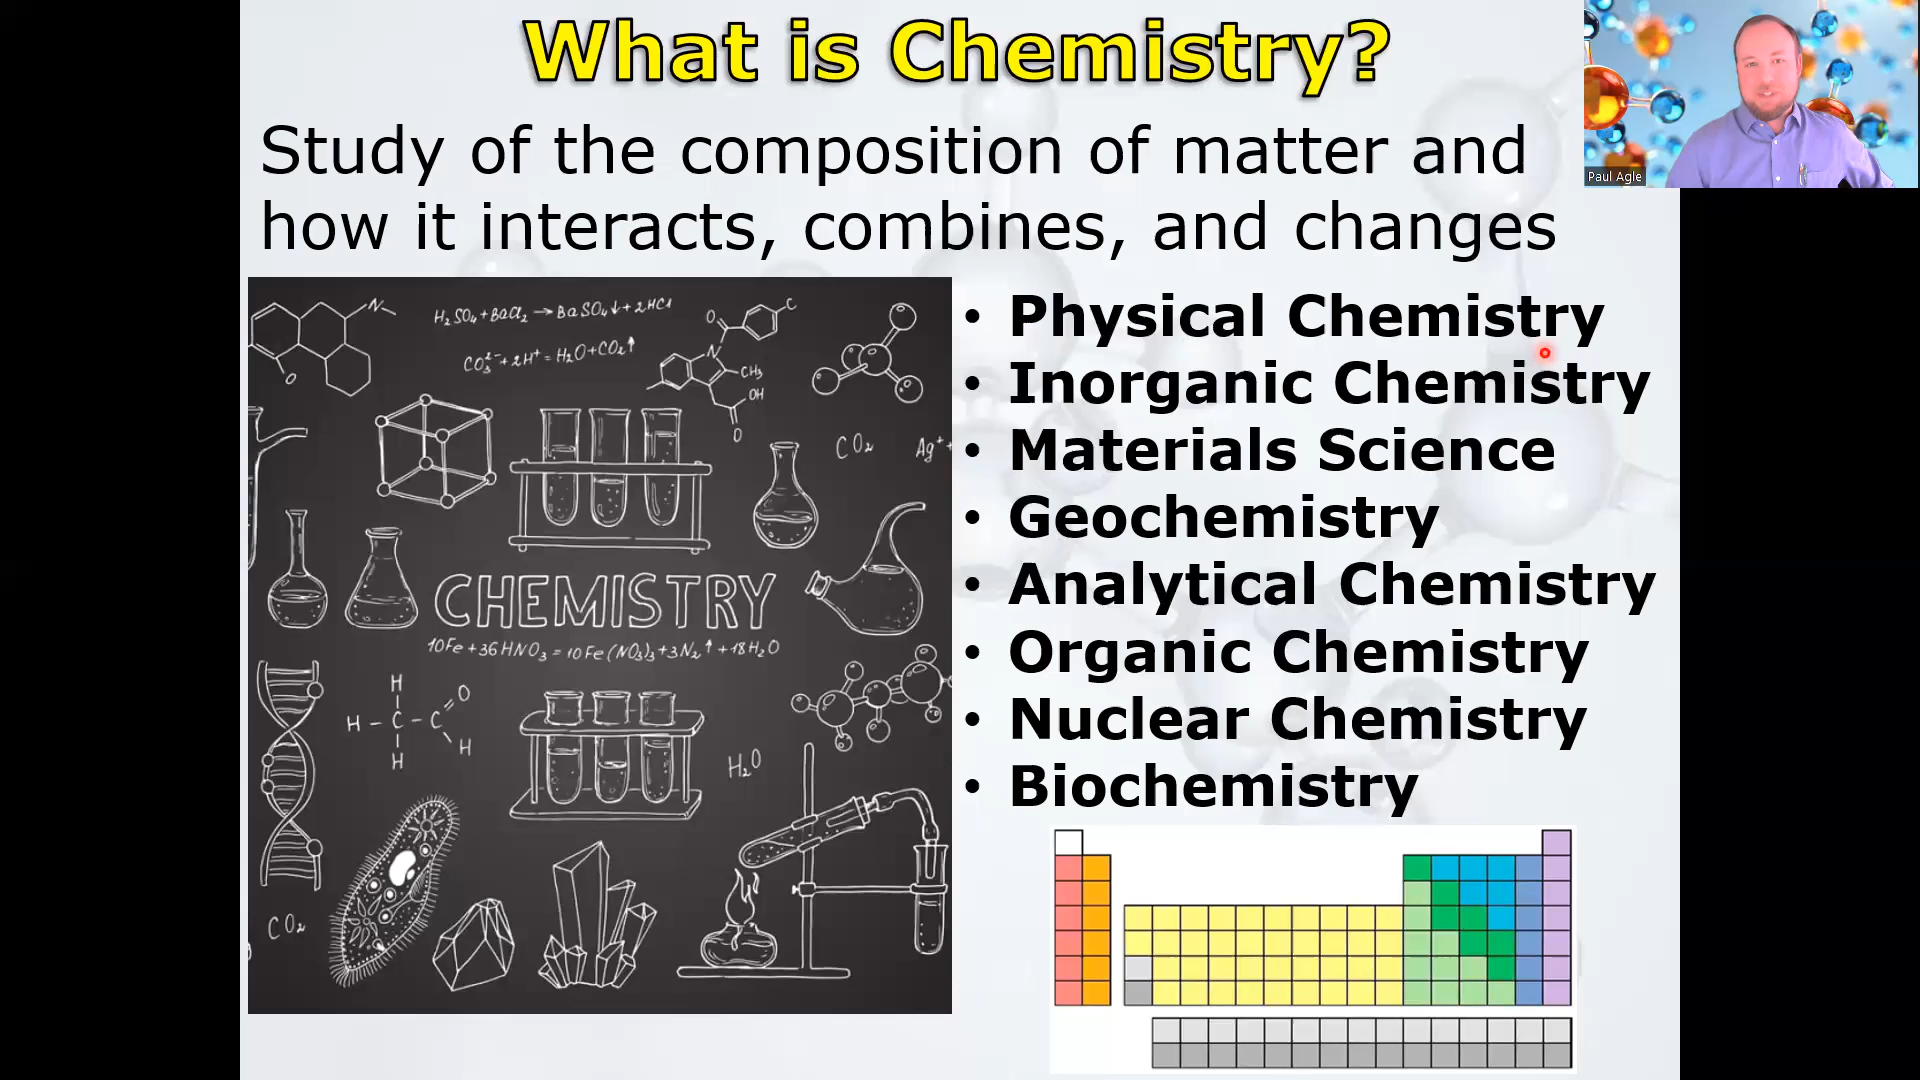 What is Chemistry?
Paul Agle
Study of the composition of matter and
how it interacts, combines, and changes
• Physical Chemistry
• Inorganic Chemistry
• Materials Science
• Geochemistry
• Analytical Chemistry
• Organic Chemistry
• Nuclear Chemistry
• Biochemistry
N
O
H₂SO₄+BaCl₂→BaSO₄↓+2HCl
CO₃²⁻+2H⁺=H₂O+CO₂↑
O
C
N
CH₃
OH
O
CO₂
Ag⁺+
CHEMISTRY
10Fe+36HNO₃=10Fe(NO₃)₃+3N₂↑+18H₂O
H
O
H–C–C
H
H
H₂O
CO₂